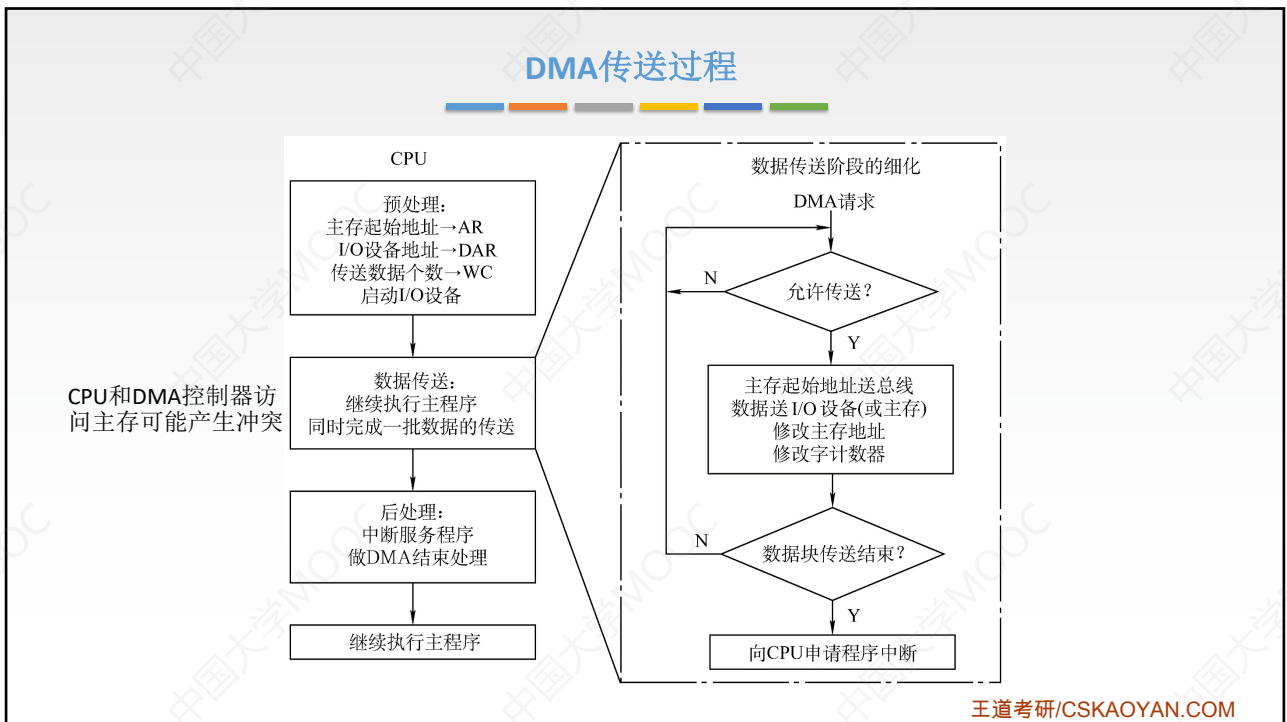 DMA传送过程
CPU
预处理：
主存起始地址→AR
I/O设备地址→DAR
传送数据个数→WC
启动I/O设备
CPU和DMA控制器访
问主存可能产生冲突
数据传送：
继续执行主程序
同时完成一批数据的传送
后处理：
中断服务程序
做DMA结束处理
继续执行主程序
数据传送阶段的细化
DMA请求
N
允许传送？
Y
主存起始地址送总线
数据送 I/O 设备(或主存)
修改主存地址
修改字计数器
N
数据块传送结束？
Y
向CPU申请程序中断
王道考研/CSKAOYAN.COM
中国大学MOOC